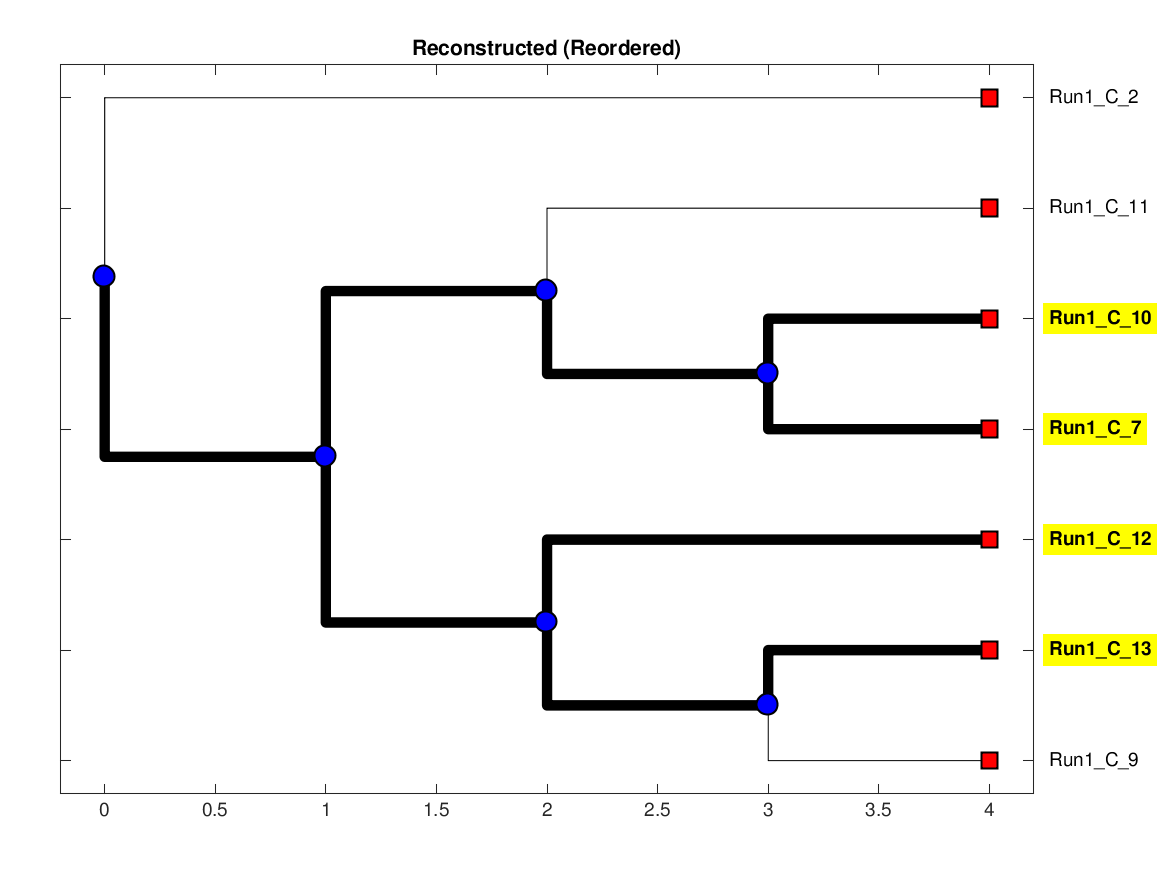 Reconstructed (Reordered)
Run1_C_2
Run1_C_11
Run1_C_10
Run1_C_7
Run1_C_12
Run1_C_13
Run1_C_9
0 0.5 1 1.5 2 2.5 3 3.5 4